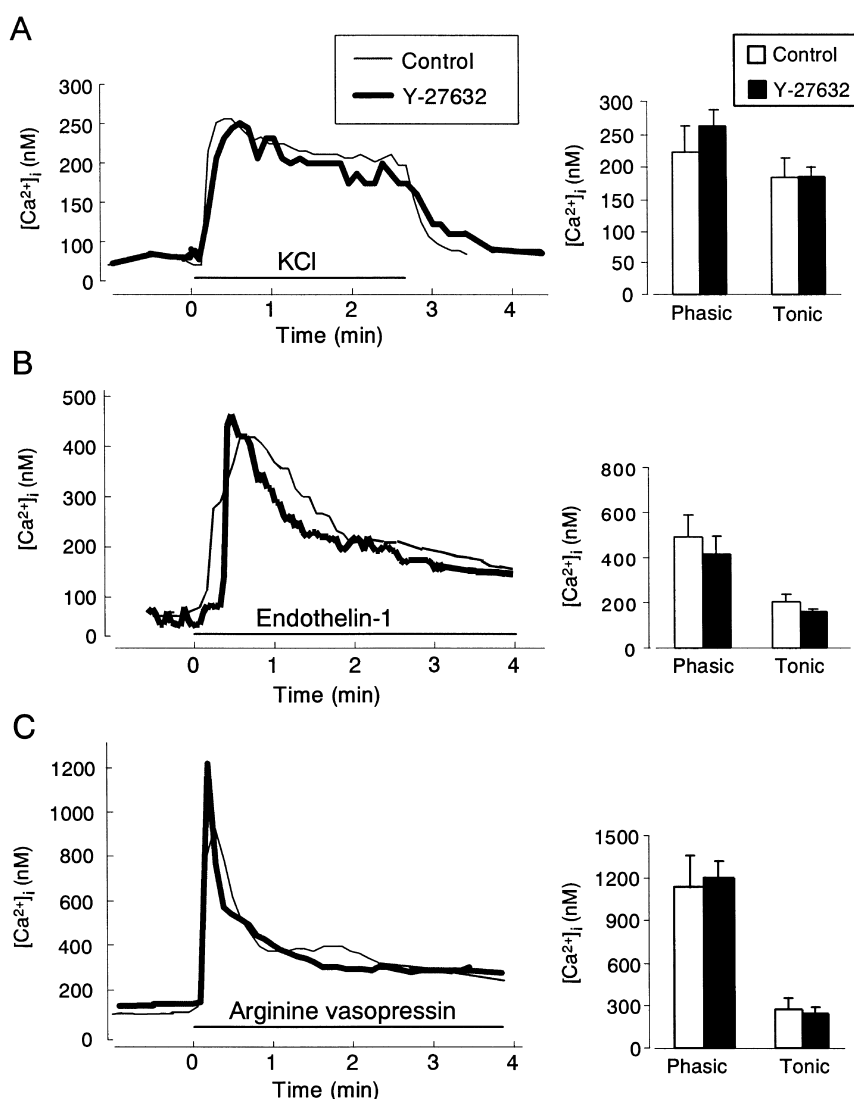 A
Control
Y-27632
300
250
200
150
100
0
[Ca²⁺]ᵢ (nM)
KCl
0 1 2 3 4
Time (min)
Control
Y-27632
300
250
200
150
100
50
0
[Ca²⁺]ᵢ (nM)
Phasic Tonic
B
500
400
300
200
100
0
[Ca²⁺]ᵢ (nM)
Endothelin-1
0 1 2 3 4
Time (min)
800
600
400
200
0
[Ca²⁺]ᵢ (nM)
Phasic Tonic
C
1200
1000
800
600
400
200
0
[Ca²⁺]ᵢ (nM)
Arginine vasopressin
0 1 2 3 4
Time (min)
1500
1200
900
600
300
0
[Ca²⁺]ᵢ (nM)
Phasic Tonic